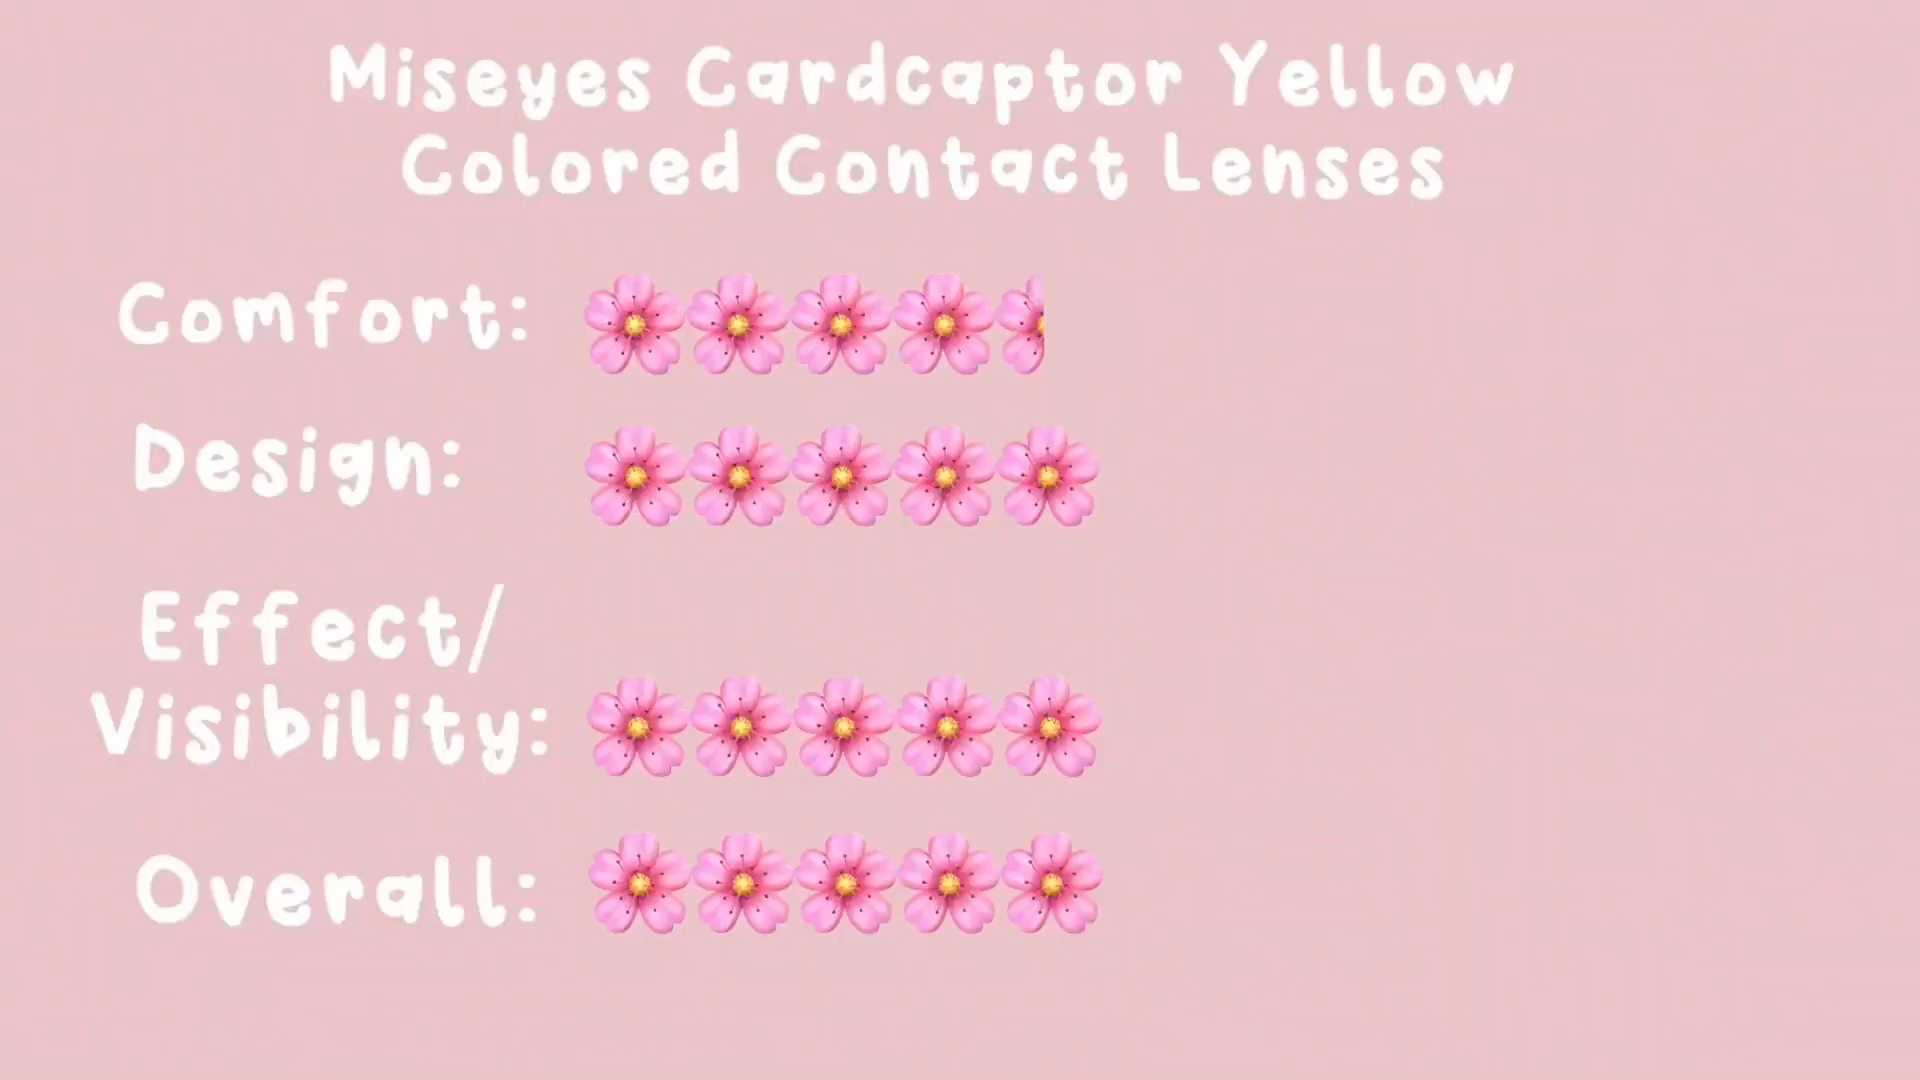 Miseyes Cardcaptor Yellow
Colored Contact Lenses
Comfort:
Design:
Effect/
Visibility:
Overall: